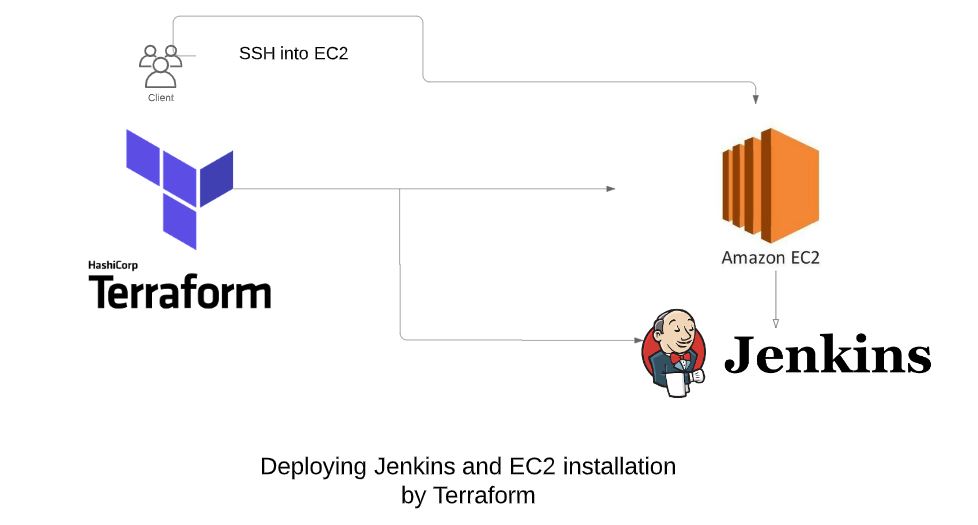 SSH into EC2
Client
HashiCorp
Terraform
Amazon EC2
Jenkins
Deploying Jenkins and EC2 installation
by Terraform